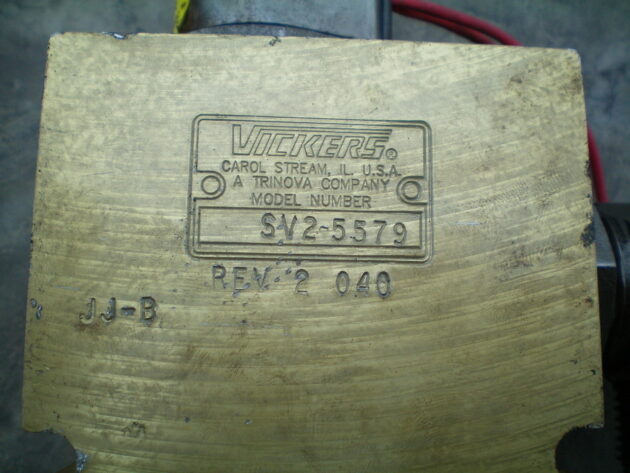 VICKERS®
CAROL STREAM, IL. U.S.A.
A TRINOVA COMPANY
MODEL NUMBER
SV2-5579
REV. 2 040
JJ-B